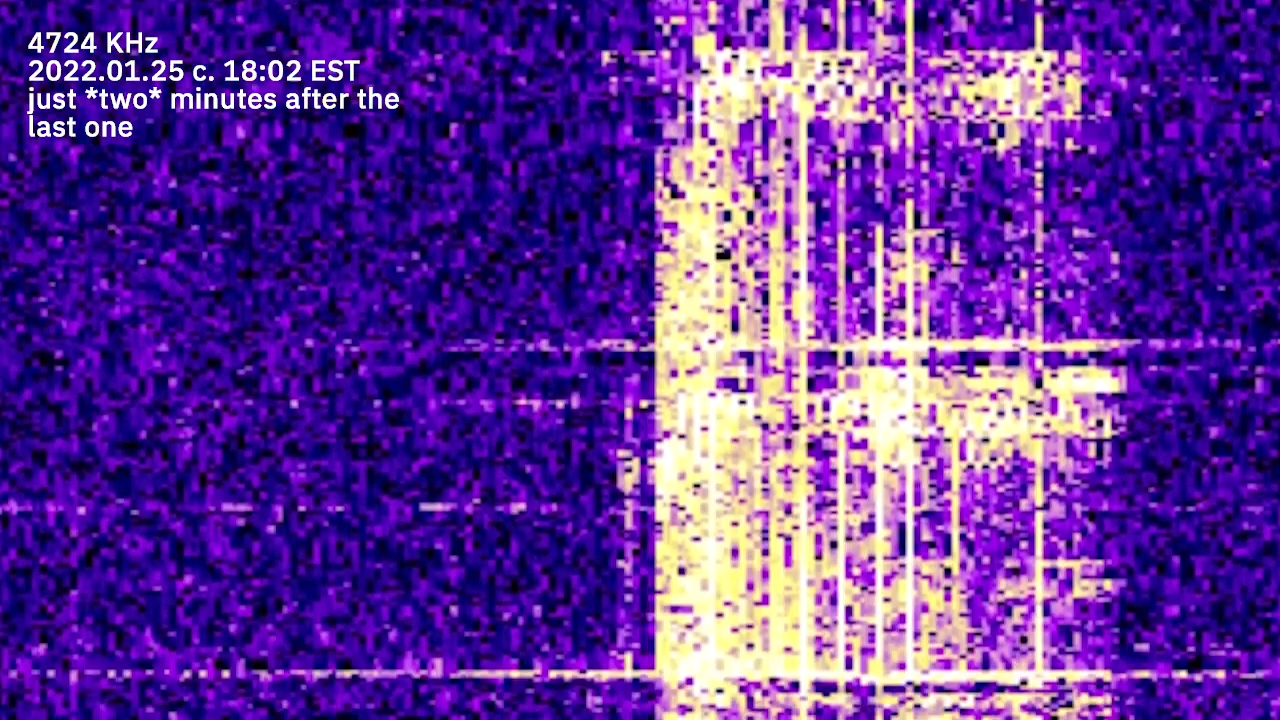 4724 KHz
2022.01.25 c. 18:02 EST
just *two* minutes after the
last one